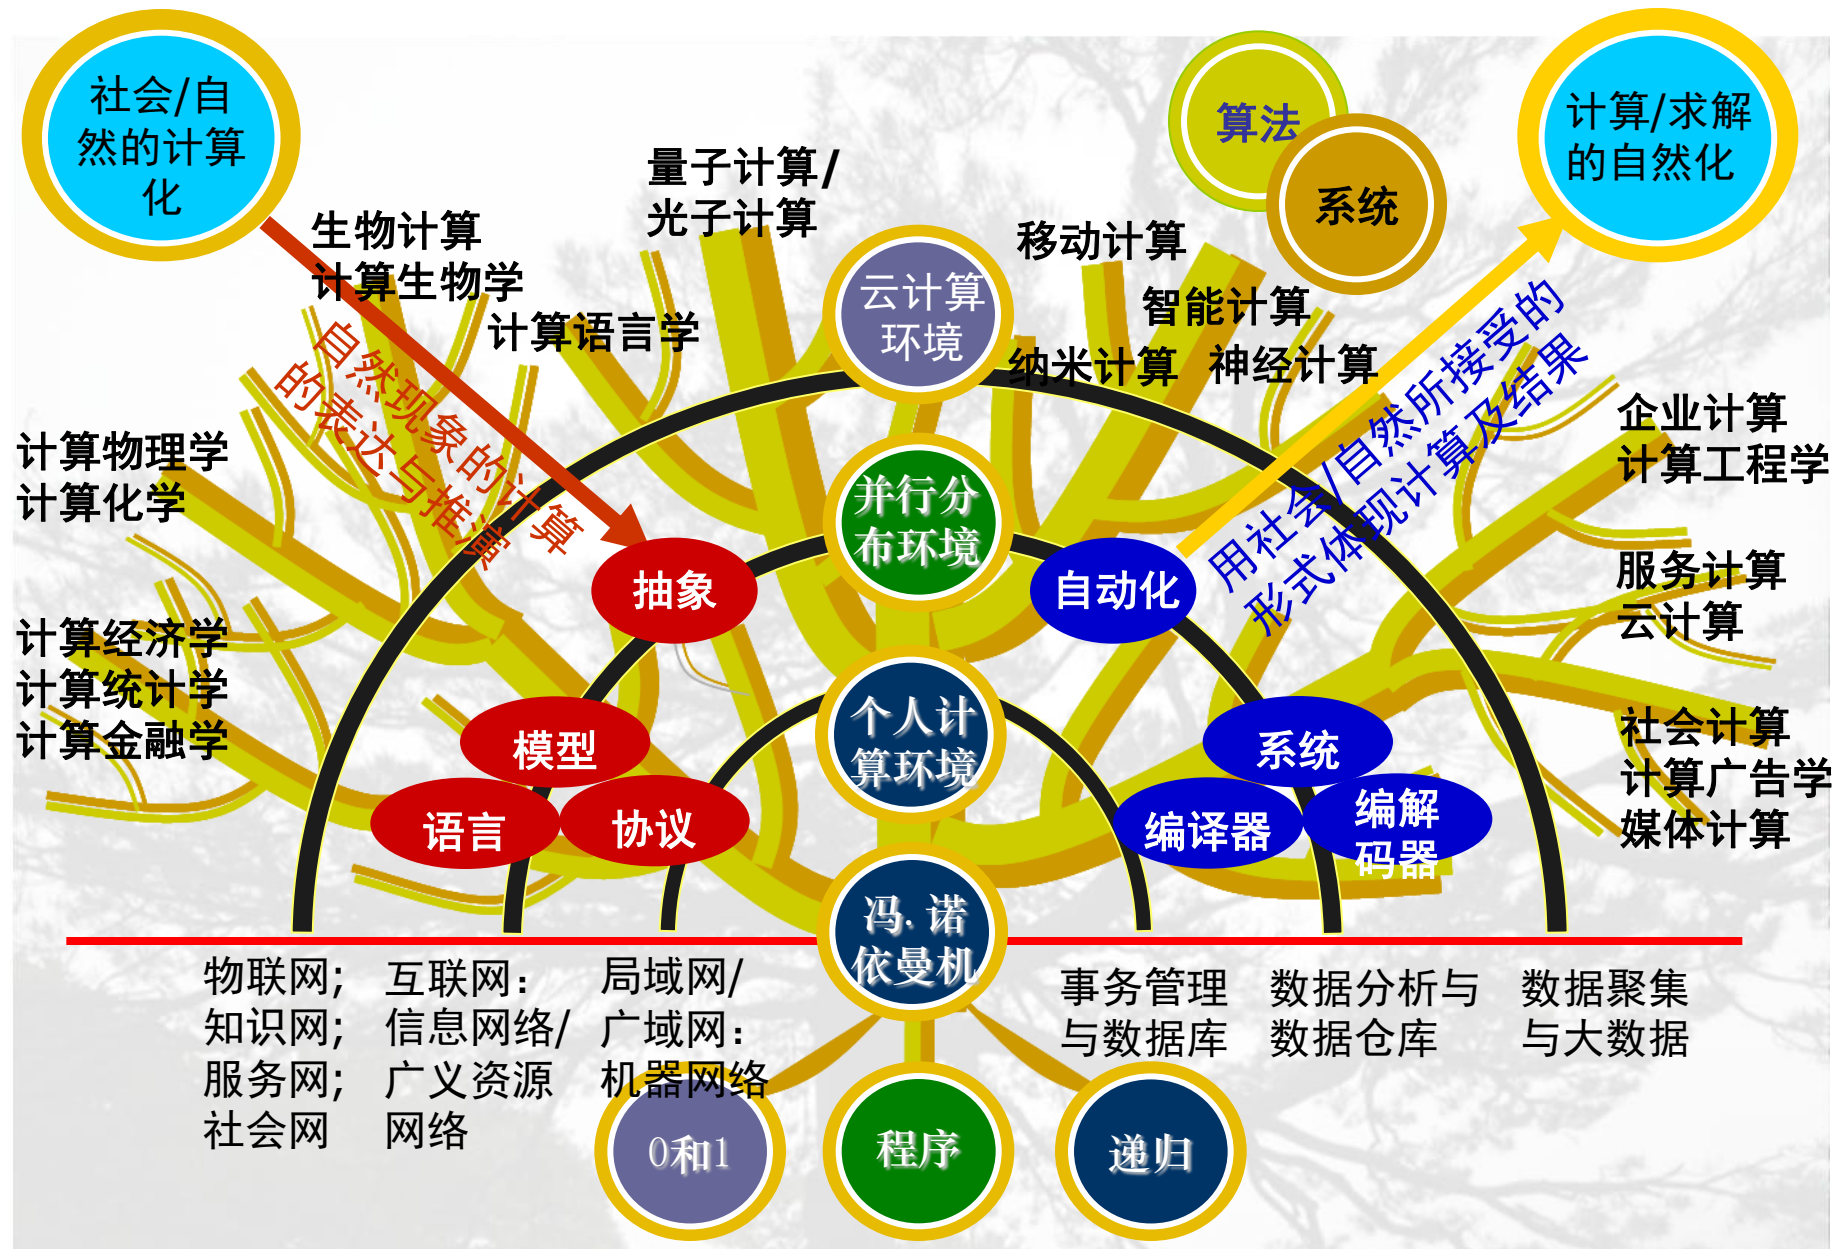 社会/自
然的计算
化
算法
系统
计算/求解
的自然化
量子计算/
光子计算
生物计算
计算生物学
计算语言学
云计算
环境
移动计算
智能计算
纳米计算
神经计算
自然现象的计算
的表达与推演
用社会/自然所接受的
形式体现计算及结果
计算物理学
计算化学
企业计算
计算工程学
并行分
布环境
抽象
自动化
服务计算
云计算
计算经济学
计算统计学
计算金融学
个人计
算环境
模型
语言
协议
系统
编译器
编解
码器
社会计算
计算广告学
媒体计算
冯.诺
依曼机
物联网;
知识网;
服务网;
社会网
互联网：
信息网络/
广义资源
网络
局域网/
广域网：
机器网络
事务管理
与数据库
数据分析与
数据仓库
数据聚集
与大数据
0和1
程序
递归